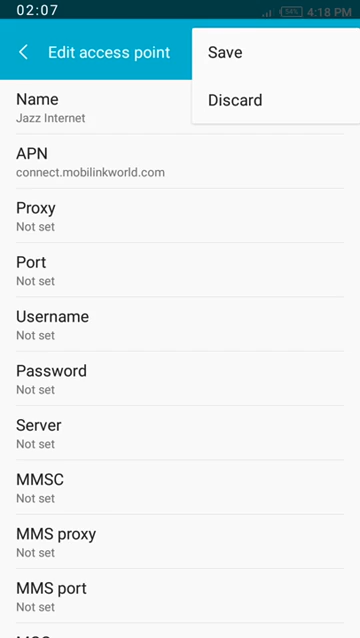 02:07
54% 4:18 PM
Edit access point
Save
Discard
Name
Jazz Internet
APN
connect.mobilinkworld.com
Proxy
Not set
Port
Not set
Username
Not set
Password
Not set
Server
Not set
MMSC
Not set
MMS proxy
Not set
MMS port
Not set